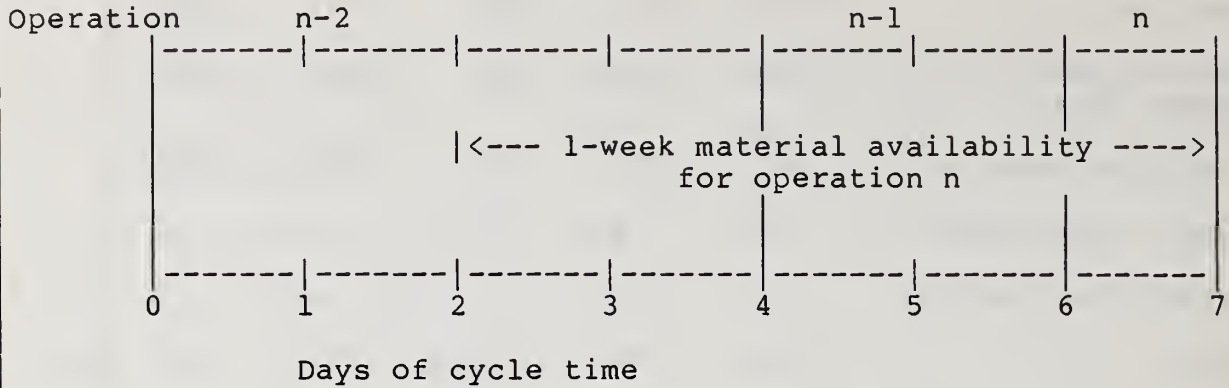 Operation n-2 n-1 n
|-------|-------|-------|-------|-------|-------|-------|
|<--- 1-week material availability ---->
for operation n
|-------|-------|-------|-------|-------|-------|-------|
0 1 2 3 4 5 6 7
Days of cycle time